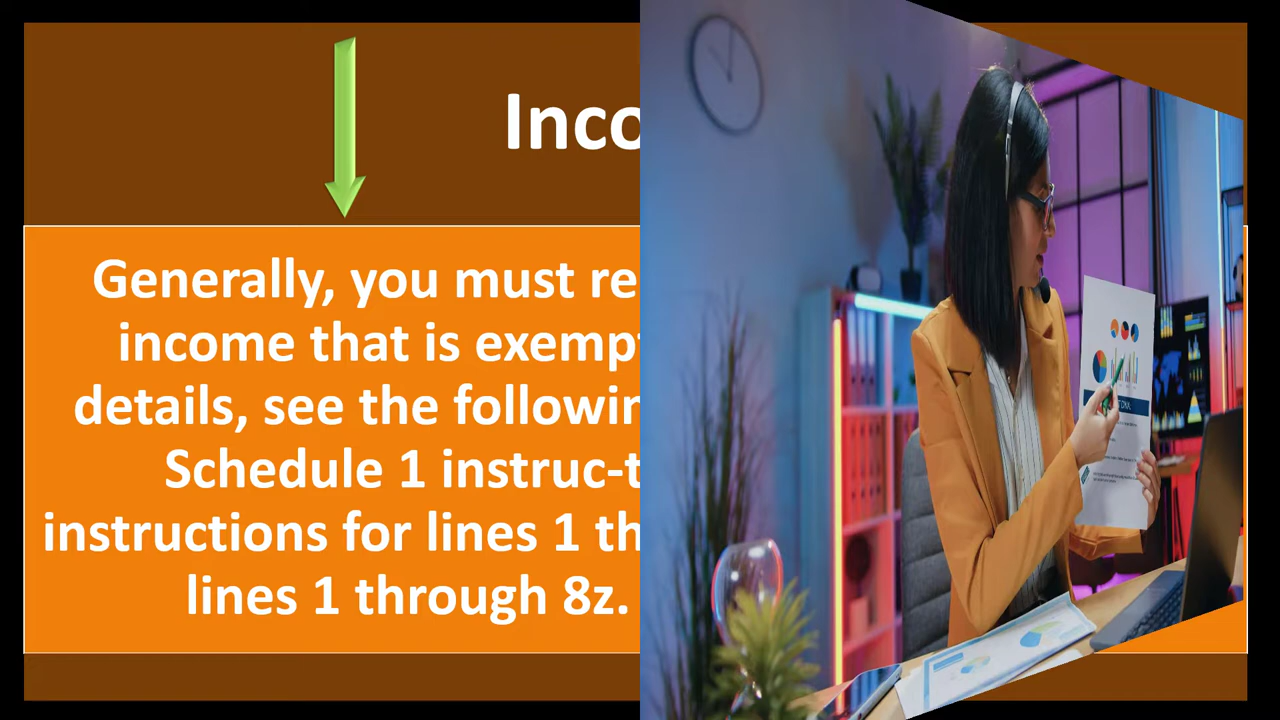 Inco
Generally, you must re
income that is exemp
details, see the followin
Schedule 1 instruc-t
instructions for lines 1 th
lines 1 through 8z.